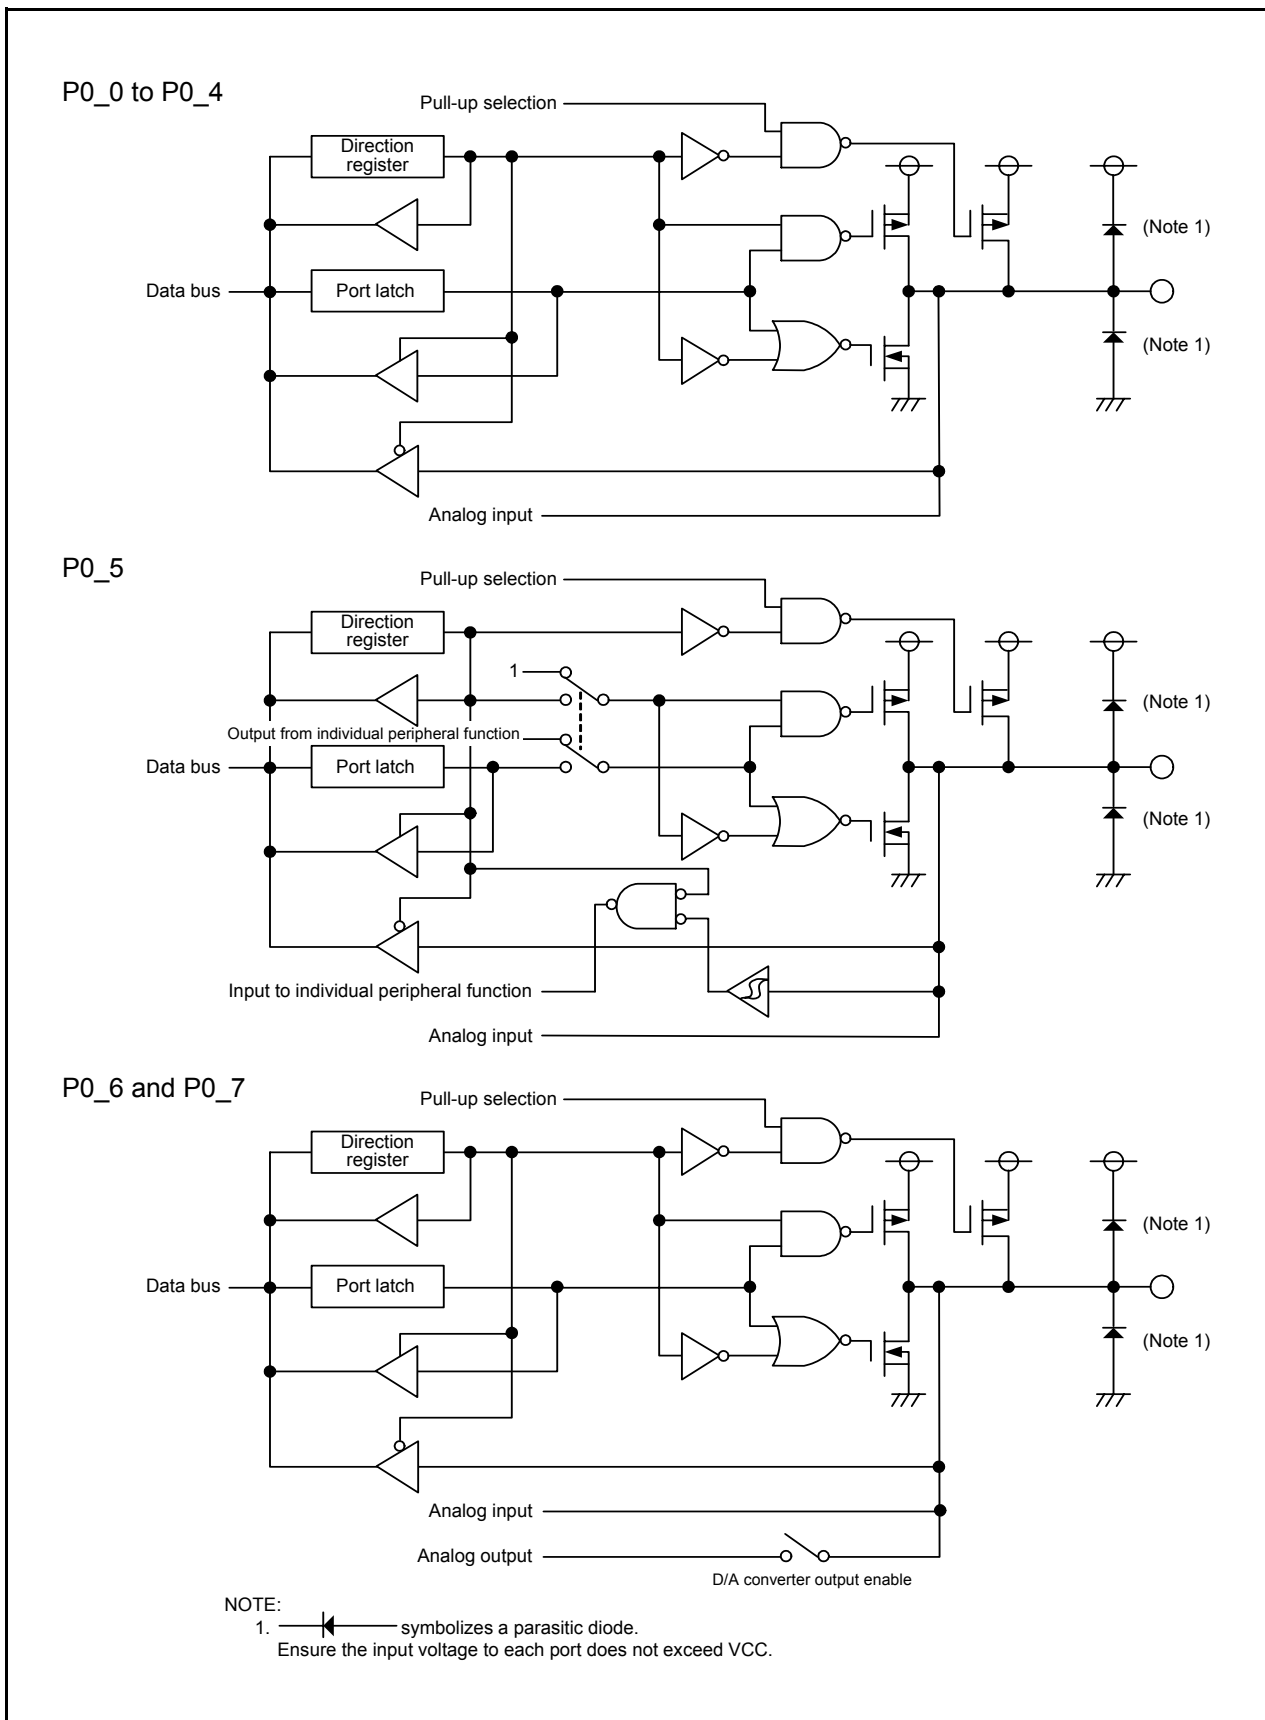 P0_0 to P0_4
Pull-up selection
Direction
register
(Note 1)
Data bus
Port latch
(Note 1)
Analog input
P0_5
Pull-up selection
Direction
register
1
(Note 1)
Output from individual peripheral function
Data bus
Port latch
(Note 1)
Input to individual peripheral function
Analog input
P0_6 and P0_7
Pull-up selection
Direction
register
(Note 1)
Data bus
Port latch
(Note 1)
Analog input
Analog output
D/A converter output enable
NOTE:
1. symbolizes a parasitic diode.
Ensure the input voltage to each port does not exceed VCC.